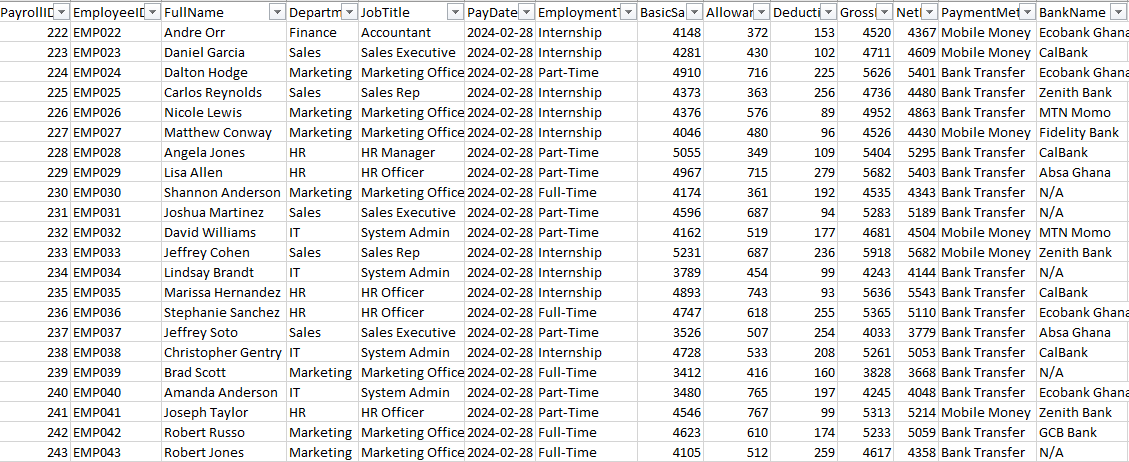 PayrollID EmployeeID FullName Departm JobTitle PayDate EmploymentT BasicSa Allowan Deducti Gross NetI PaymentMet BankName
222 EMP022 Andre Orr Finance Accountant 2024-02-28 Internship 4148 372 153 4520 4367 Mobile Money Ecobank Ghana
223 EMP023 Daniel Garcia Sales Sales Executive 2024-02-28 Internship 4281 430 102 4711 4609 Mobile Money CalBank
224 EMP024 Dalton Hodge Marketing Marketing Office 2024-02-28 Part-Time 4910 716 225 5626 5401 Bank Transfer Ecobank Ghana
225 EMP025 Carlos Reynolds Sales Sales Rep 2024-02-28 Internship 4373 363 256 4736 4480 Bank Transfer Zenith Bank
226 EMP026 Nicole Lewis Marketing Marketing Office 2024-02-28 Internship 4376 576 89 4952 4863 Bank Transfer MTN Momo
227 EMP027 Matthew Conway Marketing Marketing Office 2024-02-28 Internship 4046 480 96 4526 4430 Mobile Money Fidelity Bank
228 EMP028 Angela Jones HR HR Manager 2024-02-28 Part-Time 5055 349 109 5404 5295 Bank Transfer CalBank
229 EMP029 Lisa Allen HR HR Officer 2024-02-28 Part-Time 4967 715 279 5682 5403 Bank Transfer Absa Ghana
230 EMP030 Shannon Anderson Marketing Marketing Office 2024-02-28 Full-Time 4174 361 192 4535 4343 Bank Transfer N/A
231 EMP031 Joshua Martinez Sales Sales Executive 2024-02-28 Part-Time 4596 687 94 5283 5189 Bank Transfer N/A
232 EMP032 David Williams IT System Admin 2024-02-28 Part-Time 4162 519 177 4681 4504 Mobile Money MTN Momo
233 EMP033 Jeffrey Cohen Sales Sales Rep 2024-02-28 Internship 5231 687 236 5918 5682 Mobile Money Zenith Bank
234 EMP034 Lindsay Brandt IT System Admin 2024-02-28 Internship 3789 454 99 4243 4144 Bank Transfer N/A
235 EMP035 Marissa Hernandez HR HR Officer 2024-02-28 Internship 4893 743 93 5636 5543 Bank Transfer CalBank
236 EMP036 Stephanie Sanchez HR HR Officer 2024-02-28 Full-Time 4747 618 255 5365 5110 Bank Transfer Ecobank Ghana
237 EMP037 Jeffrey Soto Sales Sales Executive 2024-02-28 Part-Time 3526 507 254 4033 3779 Bank Transfer Absa Ghana
238 EMP038 Christopher Gentry IT System Admin 2024-02-28 Internship 4728 533 208 5261 5053 Bank Transfer CalBank
239 EMP039 Brad Scott Marketing Marketing Office 2024-02-28 Full-Time 3412 416 160 3828 3668 Bank Transfer N/A
240 EMP040 Amanda Anderson IT System Admin 2024-02-28 Part-Time 3480 765 197 4245 4048 Bank Transfer Ecobank Ghana
241 EMP041 Joseph Taylor HR HR Officer 2024-02-28 Part-Time 4546 767 99 5313 5214 Mobile Money Zenith Bank
242 EMP042 Robert Russo Marketing Marketing Office 2024-02-28 Full-Time 4623 610 174 5233 5059 Bank Transfer GCB Bank
243 EMP043 Robert Jones Marketing Marketing Office 2024-02-28 Full-Time 4105 512 259 4617 4358 Bank Transfer N/A